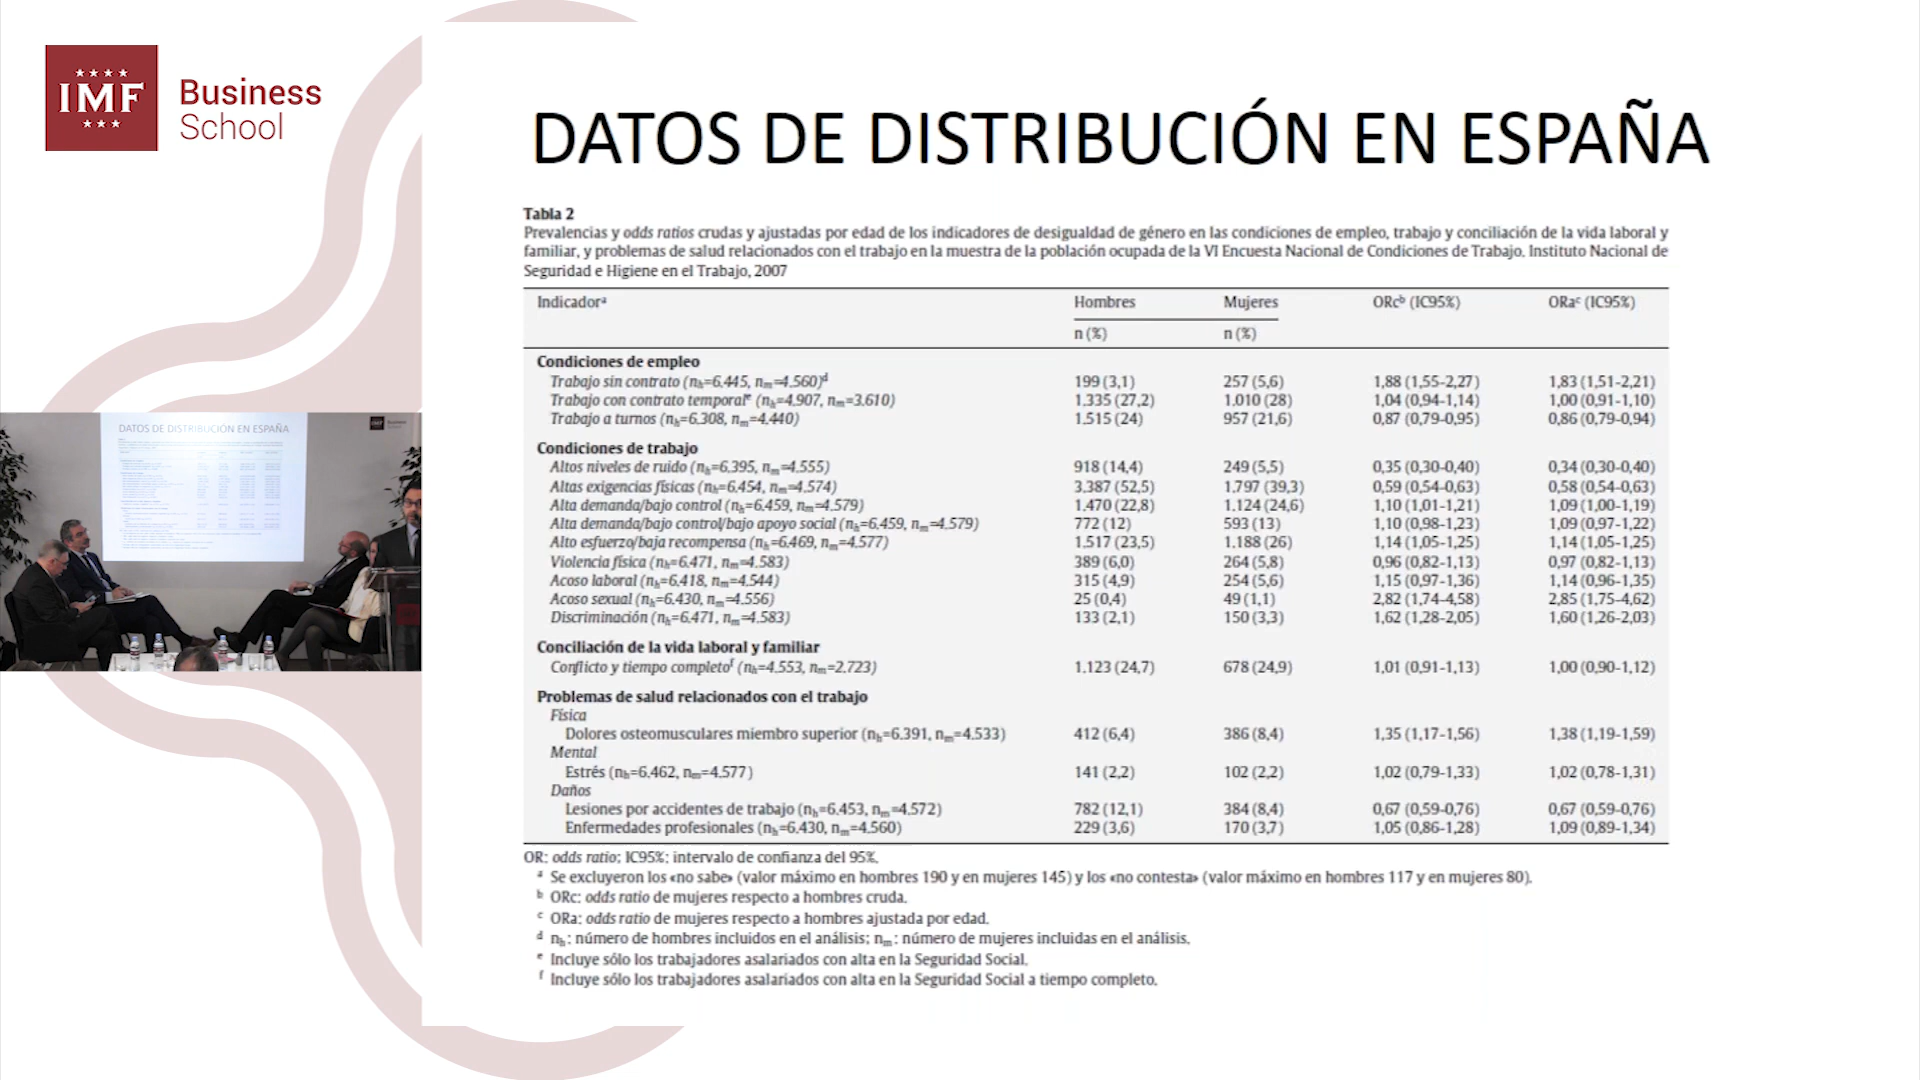 ★★★★
IMF
★★★
Business
School
DATOS DE DISTRIBUCIÓN EN ESPAÑA
Tabla 2
Prevalencias y odds ratios crudas y ajustadas por edad de los indicadores de desigualdad de género en las condiciones de empleo, trabajo y conciliación de la vida laboral y
familiar, y problemas de salud relacionados con el trabajo en la muestra de la población ocupada de la VI Encuesta Nacional de Condiciones de Trabajo. Instituto Nacional de
Seguridad e Higiene en el Trabajo, 2007
Indicadorª Hombres Mujeres ORcᵇ (IC95%) ORaᶜ (IC95%)
n (%) n (%)
Condiciones de empleo
Trabajo sin contrato (nₕ=6.445, nₘ=4.560)ᵈ 199 (3,1) 257 (5,6) 1,88 (1,55-2,27) 1,83 (1,51-2,21)
Trabajo con contrato temporalᵉ (nₕ=4.907, nₘ=3.610) 1.335 (27,2) 1.010 (28) 1,04 (0,94-1,14) 1,00 (0,91-1,10)
Trabajo a turnos (nₕ=6.308, nₘ=4.440) 1.515 (24) 957 (21,6) 0,87 (0,79-0,95) 0,86 (0,79-0,94)
Condiciones de trabajo
Altos niveles de ruido (nₕ=6.395, nₘ=4.555) 918 (14,4) 249 (5,5) 0,35 (0,30-0,40) 0,34 (0,30-0,40)
Altas exigencias físicas (nₕ=6.454, nₘ=4.574) 3.387 (52,5) 1.797 (39,3) 0,59 (0,54-0,63) 0,58 (0,54-0,63)
Alta demanda/bajo control (nₕ=6.459, nₘ=4.579) 1.470 (22,8) 1.124 (24,6) 1,10 (1,01-1,21) 1,09 (1,00-1,19)
Alta demanda/bajo control/bajo apoyo social (nₕ=6.459, nₘ=4.579) 772 (12) 593 (13) 1,10 (0,98-1,23) 1,09 (0,97-1,22)
Alto esfuerzo/baja recompensa (nₕ=6.469, nₘ=4.577) 1.517 (23,5) 1.188 (26) 1,14 (1,05-1,25) 1,14 (1,05-1,25)
Violencia física (nₕ=6.471, nₘ=4.583) 389 (6,0) 264 (5,8) 0,96 (0,82-1,13) 0,97 (0,82-1,13)
Acoso laboral (nₕ=6.418, nₘ=4.544) 315 (4,9) 254 (5,6) 1,15 (0,97-1,36) 1,14 (0,96-1,35)
Acoso sexual (nₕ=6.430, nₘ=4.556) 25 (0,4) 49 (1,1) 2,82 (1,74-4,58) 2,85 (1,75-4,62)
Discriminación (nₕ=6.471, nₘ=4.583) 133 (2,1) 150 (3,3) 1,62 (1,28-2,05) 1,60 (1,26-2,03)
Conciliación de la vida laboral y familiar
Conflicto y tiempo completoᶠ (nₕ=4.553, nₘ=2.723) 1.123 (24,7) 678 (24,9) 1,01 (0,91-1,13) 1,00 (0,90-1,12)
Problemas de salud relacionados con el trabajo
Física
Dolores osteomusculares miembro superior (nₕ=6.391, nₘ=4.533) 412 (6,4) 386 (8,4) 1,35 (1,17-1,56) 1,38 (1,19-1,59)
Mental
Estrés (nₕ=6.462, nₘ=4.577) 141 (2,2) 102 (2,2) 1,02 (0,79-1,33) 1,02 (0,78-1,31)
Daños
Lesiones por accidentes de trabajo (nₕ=6.453, nₘ=4.572) 782 (12,1) 384 (8,4) 0,67 (0,59-0,76) 0,67 (0,59-0,76)
Enfermedades profesionales (nₕ=6.430, nₘ=4.560) 229 (3,6) 170 (3,7) 1,05 (0,86-1,28) 1,09 (0,89-1,34)
OR: odds ratio; IC95%: intervalo de confianza del 95%.
ª Se excluyeron los «no sabe» (valor máximo en hombres 190 y en mujeres 145) y los «no contesta» (valor máximo en hombres 117 y en mujeres 80).
ᵇ ORc: odds ratio de mujeres respecto a hombres cruda.
ᶜ ORa: odds ratio de mujeres respecto a hombres ajustada por edad.
ᵈ nₕ: número de hombres incluidos en el análisis; nₘ: número de mujeres incluidas en el análisis.
ᵉ Incluye sólo los trabajadores asalariados con alta en la Seguridad Social.
ᶠ Incluye sólo los trabajadores asalariados con alta en la Seguridad Social a tiempo completo.
DATOS DE DISTRIBUCIÓN EN ESPAÑA
IMF